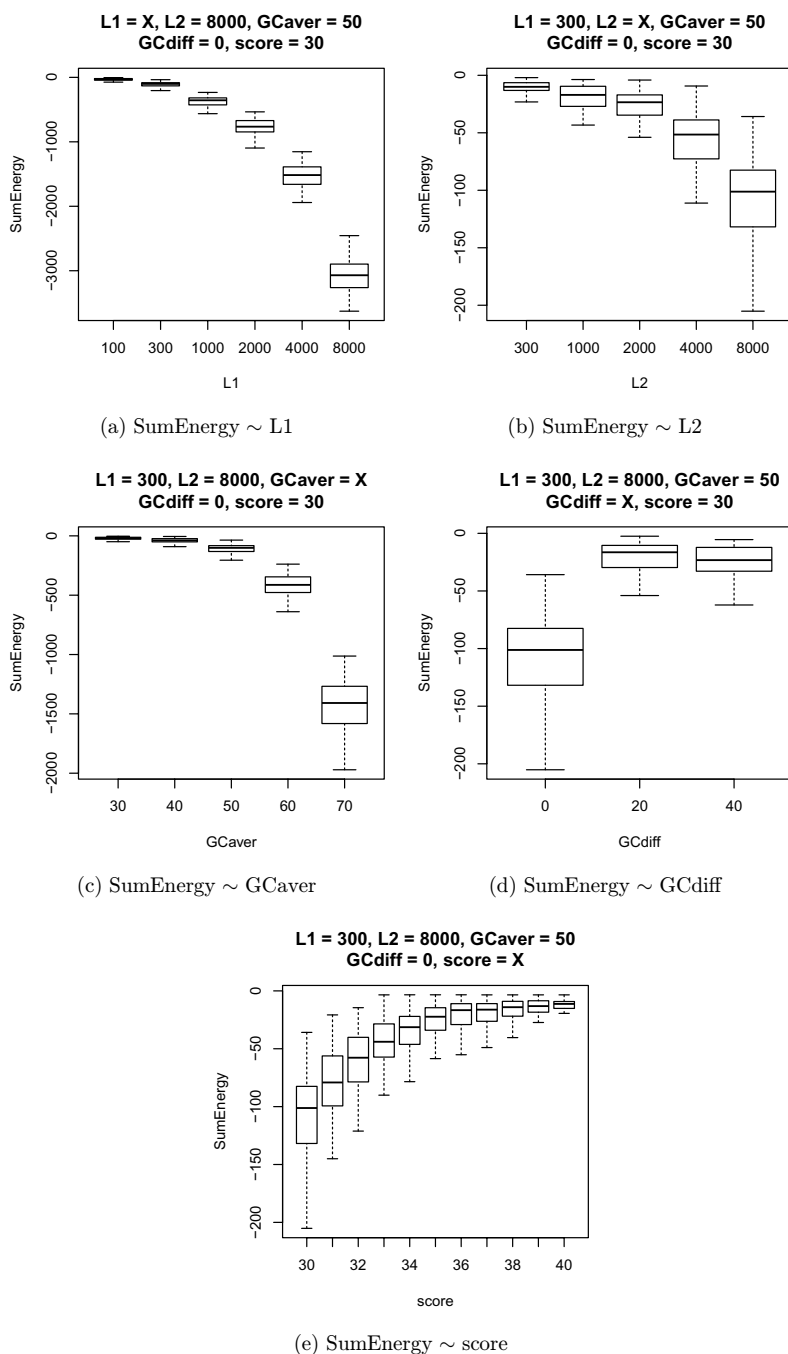 L1 = X, L2 = 8000, GCaver = 50
GCdiff = 0, score = 30
SumEnergy
0
−1000
−2000
−3000
100 300 1000 2000 4000 8000
L1
(a) SumEnergy ∼ L1
L1 = 300, L2 = X, GCaver = 50
GCdiff = 0, score = 30
SumEnergy
0
−50
−100
−150
−200
300 1000 2000 4000 8000
L2
(b) SumEnergy ∼ L2
L1 = 300, L2 = 8000, GCaver = X
GCdiff = 0, score = 30
SumEnergy
0
−500
−1000
−1500
−2000
30 40 50 60 70
GCaver
(c) SumEnergy ∼ GCaver
L1 = 300, L2 = 8000, GCaver = 50
GCdiff = X, score = 30
SumEnergy
0
−50
−100
−150
−200
0 20 40
GCdiff
(d) SumEnergy ∼ GCdiff
L1 = 300, L2 = 8000, GCaver = 50
GCdiff = 0, score = X
SumEnergy
0
−50
−100
−150
−200
30 32 34 36 38 40
score
(e) SumEnergy ∼ score